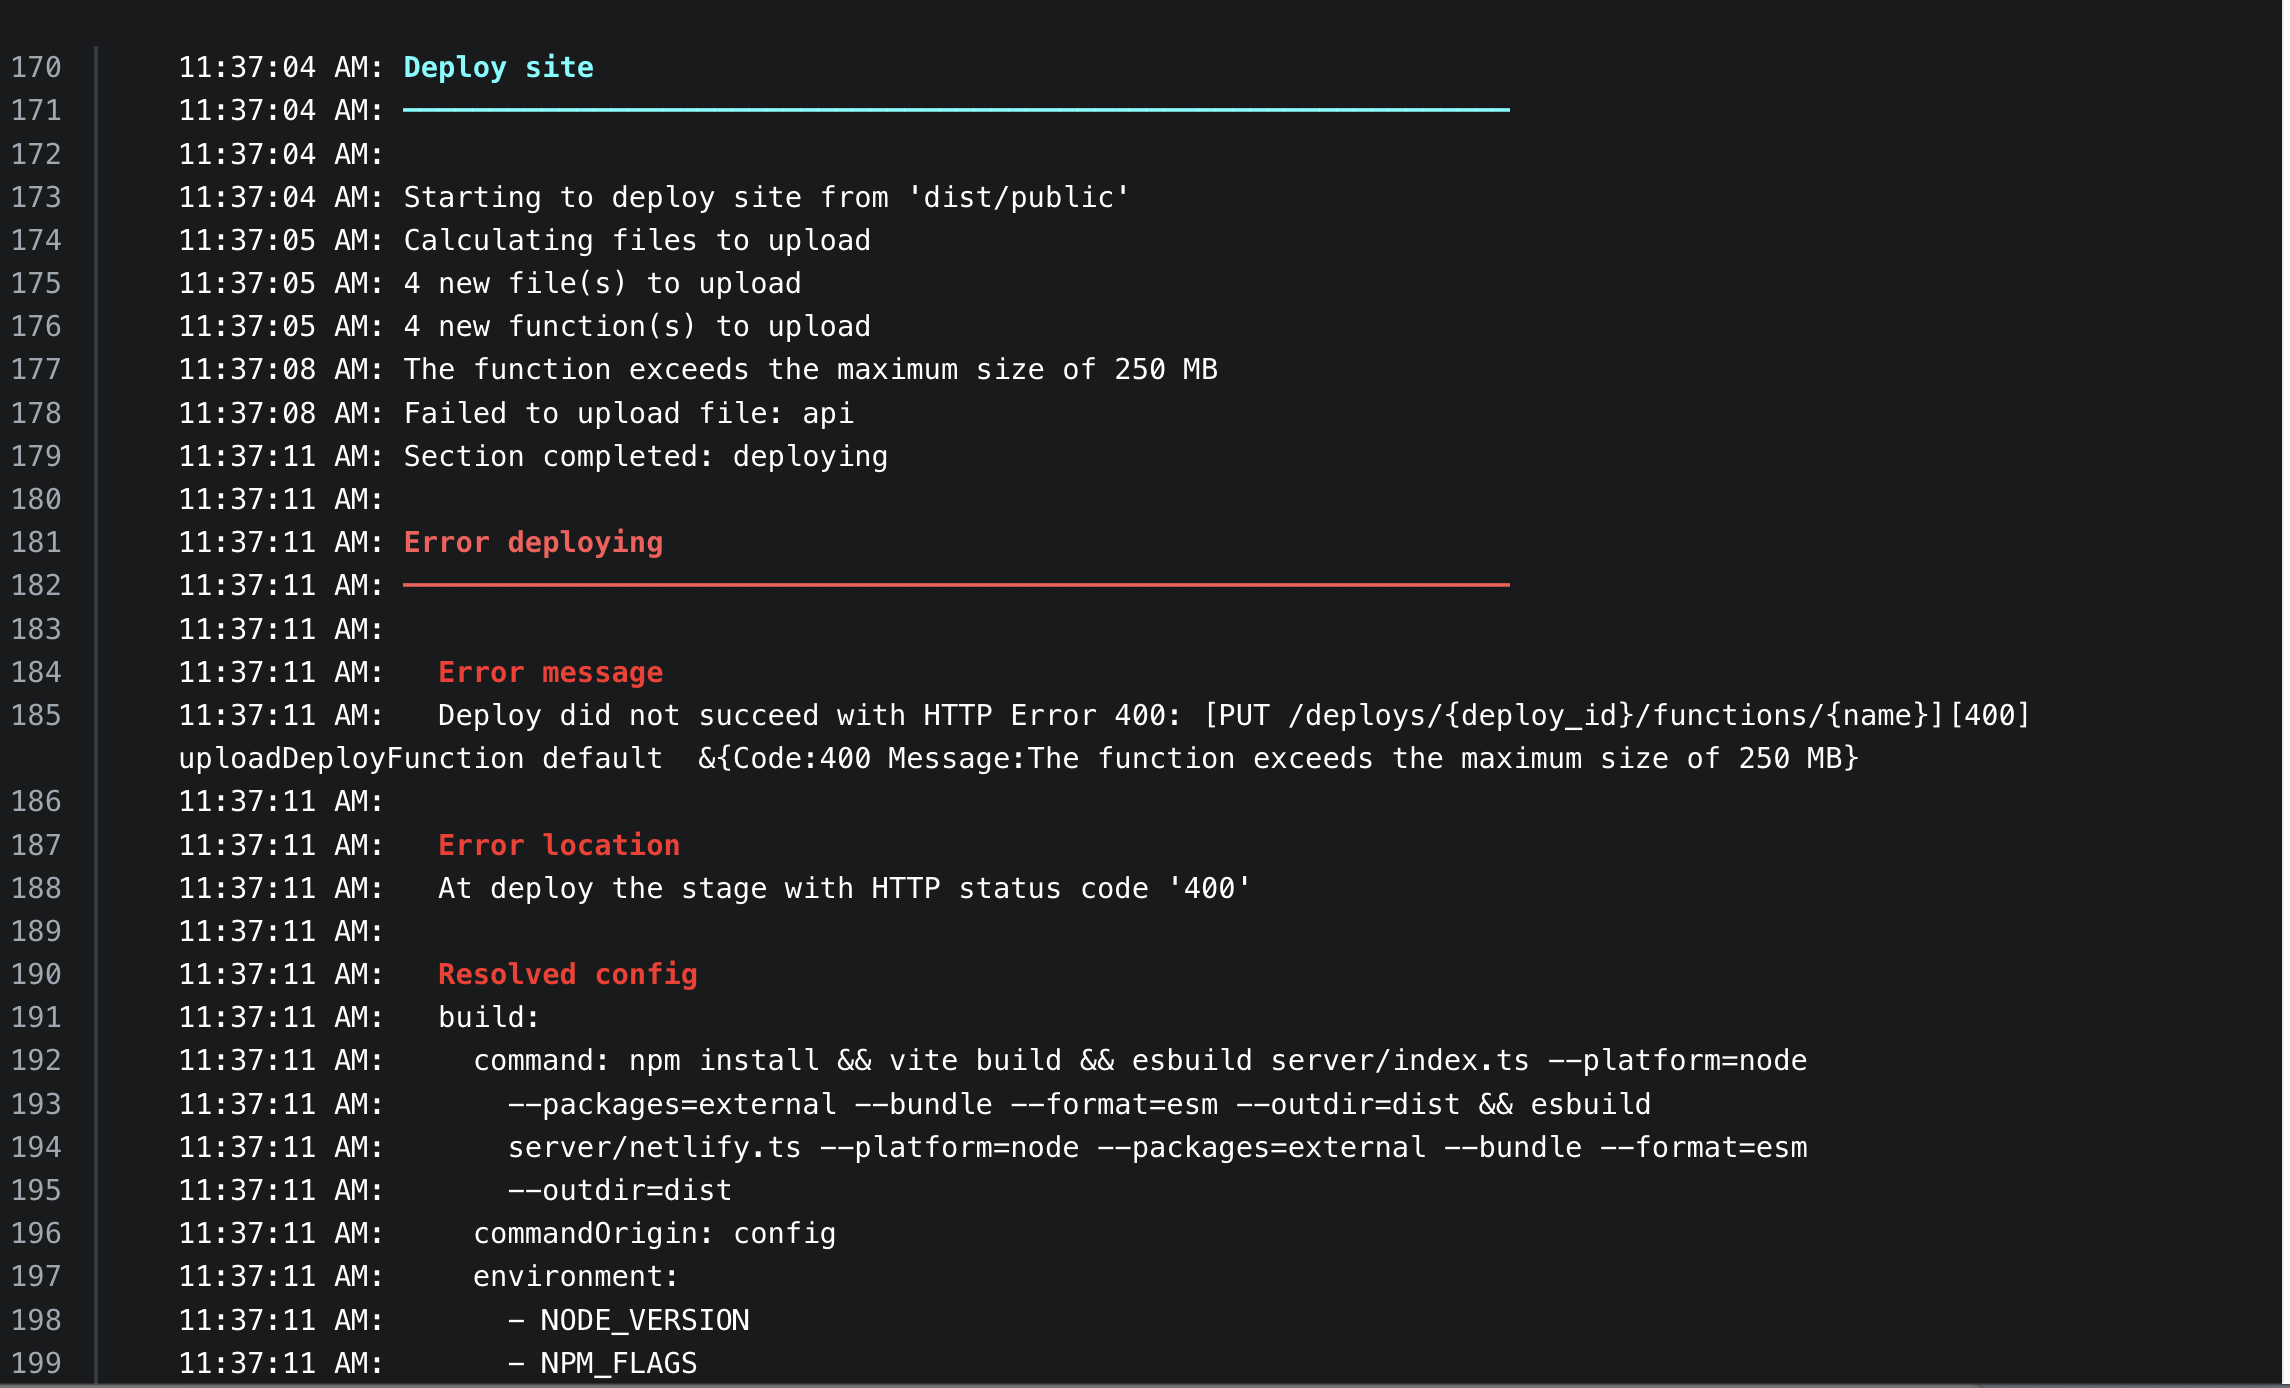 170 11:37:04 AM: Deploy site
171 11:37:04 AM: ────────────────────────────────────────────────────────────────
172 11:37:04 AM:
173 11:37:04 AM: Starting to deploy site from 'dist/public'
174 11:37:05 AM: Calculating files to upload
175 11:37:05 AM: 4 new file(s) to upload
176 11:37:05 AM: 4 new function(s) to upload
177 11:37:08 AM: The function exceeds the maximum size of 250 MB
178 11:37:08 AM: Failed to upload file: api
179 11:37:11 AM: Section completed: deploying
180 11:37:11 AM:
181 11:37:11 AM: Error deploying
182 11:37:11 AM: ────────────────────────────────────────────────────────────────
183 11:37:11 AM:
184 11:37:11 AM:   Error message
185 11:37:11 AM:   Deploy did not succeed with HTTP Error 400: [PUT /deploys/{deploy_id}/functions/{name}][400]
uploadDeployFunction default  &{Code:400 Message:The function exceeds the maximum size of 250 MB}
186 11:37:11 AM:
187 11:37:11 AM:   Error location
188 11:37:11 AM:   At deploy the stage with HTTP status code '400'
189 11:37:11 AM:
190 11:37:11 AM:   Resolved config
191 11:37:11 AM:   build:
192 11:37:11 AM:     command: npm install && vite build && esbuild server/index.ts --platform=node
193 11:37:11 AM:       --packages=external --bundle --format=esm --outdir=dist && esbuild
194 11:37:11 AM:       server/netlify.ts --platform=node --packages=external --bundle --format=esm
195 11:37:11 AM:       --outdir=dist
196 11:37:11 AM:     commandOrigin: config
197 11:37:11 AM:     environment:
198 11:37:11 AM:       - NODE_VERSION
199 11:37:11 AM:       - NPM_FLAGS